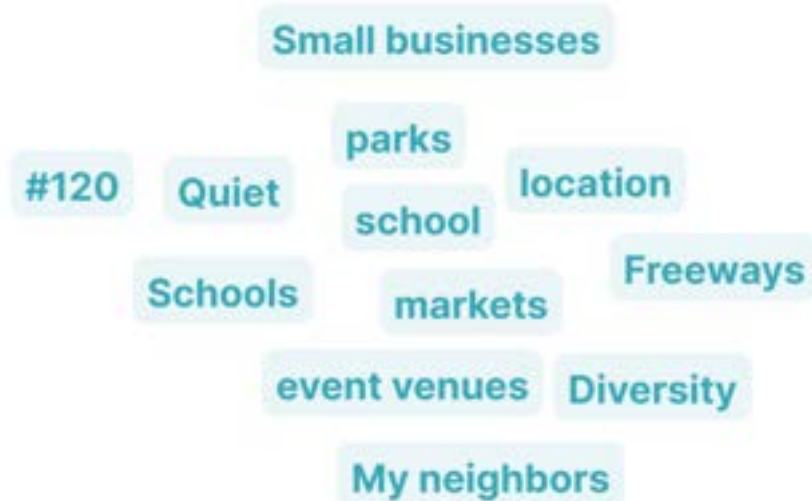 Small businesses
parks
#120
Quiet
location
school
Schools
Freeways
markets
event venues
Diversity
My neighbors